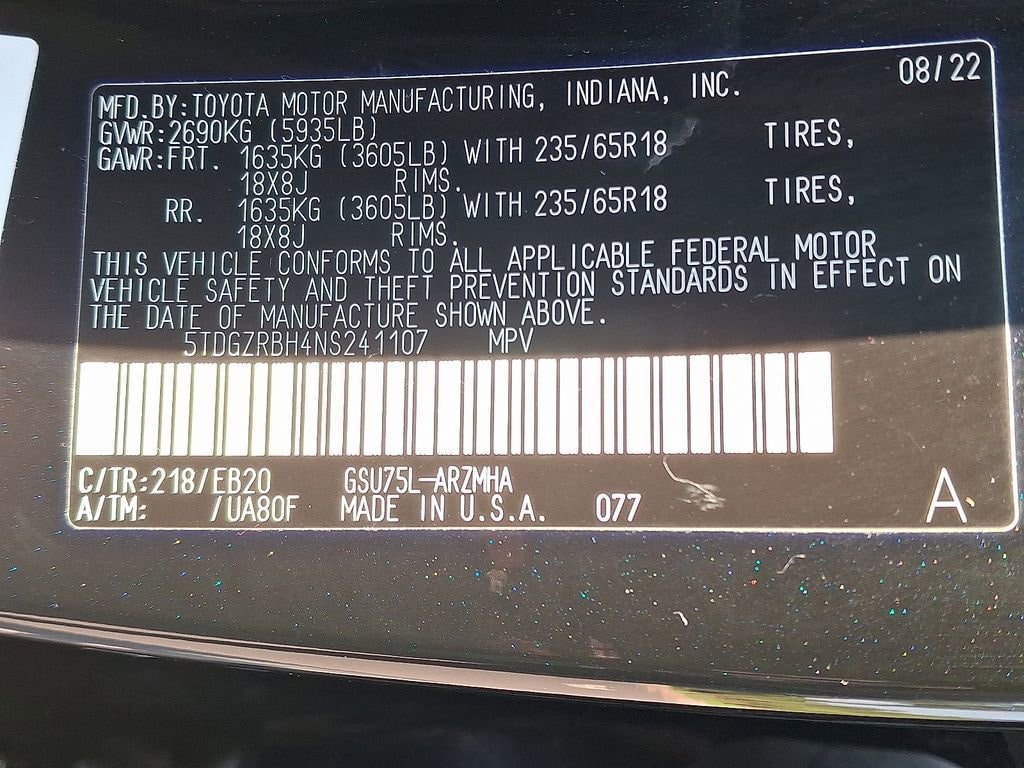 08/22
MFD.BY:TOYOTA MOTOR MANUFACTURING, INDIANA, INC.
GVWR:2690KG (5935LB)
GAWR:FRT. 1635KG (3605LB) WITH 235/65R18 TIRES,
18X8J RIMS.
RR. 1635KG (3605LB) WITH 235/65R18 TIRES,
18X8J RIMS.
THIS VEHICLE CONFORMS TO ALL APPLICABLE FEDERAL MOTOR
VEHICLE SAFETY AND THEFT PREVENTION STANDARDS IN EFFECT ON
THE DATE OF MANUFACTURE SHOWN ABOVE.
5TDGZRBH4NS241107 MPV
C/TR:218/EB20 GSU75L-ARZMHA
A/TM: /UA80F MADE IN U.S.A. 077 A